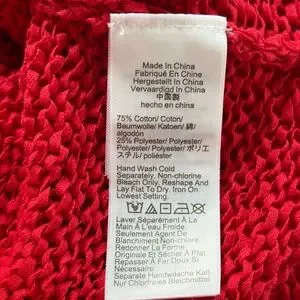 Made In China
Fabriqué En Chine
Hergestellt In China
Vervaardigd In China
中国製
hecho en china
75% Cotton/ Coton/
Baumwolle/ Katoen/ 綿/
algodón
25% Polyester/ Polyester/
Polyester/ Polyester/ ポリエ
ステル/ poliéster
Hand Wash Cold
Separately. Non-chlorine
Bleach Only, Reshape And
Lay Flat To Dry. Iron On
Lowest Setting.
Laver Séparément À La
Main À L'eau Froide.
Blanchiment Non-chlore.
Redonner La Forme
Originale Et Sécher À Plat.
Repasser À Fer Doux Si
Nécessaire.
Separate Handwäsche Kalt.
Nur Chlorfreies Bleichmittel